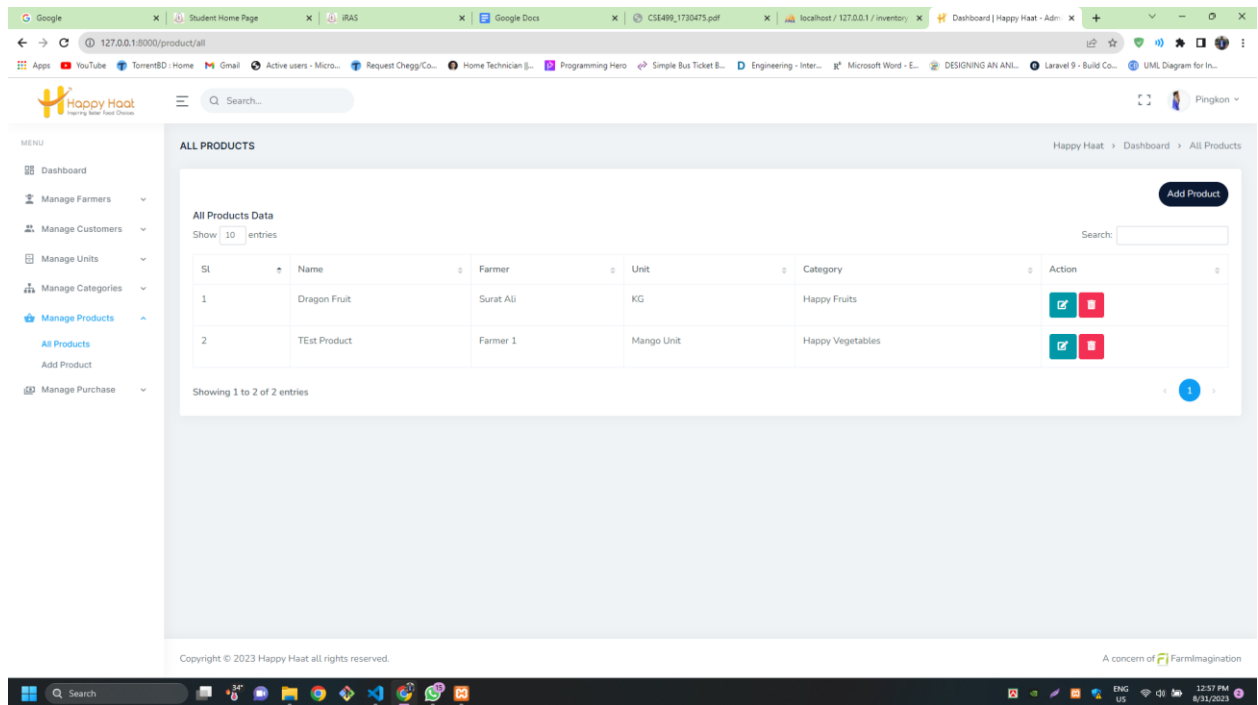 Google
Student Home Page
iRAS
Google Docs
CSE499_1730475.pdf
localhost / 127.0.0.1 / inventory
Dashboard | Happy Haat - Adm
127.0.0.1:8000/product/all
Apps YouTube TorrentBD : Home Gmail Active users - Micro... Request Chegg/Co... Home Technician ||... Programming Hero Simple Bus Ticket B... Engineering - Inter... Microsoft Word - E... DESIGNING AN ANI... Laravel 9 - Build Co... UML Diagram for In...
Happy Haat
Inspiring Better Food Choices
Search...
Pingkon
MENU
Dashboard
Manage Farmers
Manage Customers
Manage Units
Manage Categories
Manage Products
All Products
Add Product
Manage Purchase
ALL PRODUCTS
Happy Haat > Dashboard > All Products
Add Product
All Products Data
Show 10 entries
Search:
Sl Name Farmer Unit Category Action
1 Dragon Fruit Surat Ali KG Happy Fruits
2 TEst Product Farmer 1 Mango Unit Happy Vegetables
Showing 1 to 2 of 2 entries
1
Copyright © 2023 Happy Haat all rights reserved.
A concern of FarmImagination
Search
34°
15
ENG
US
12:57 PM
8/31/2023
2